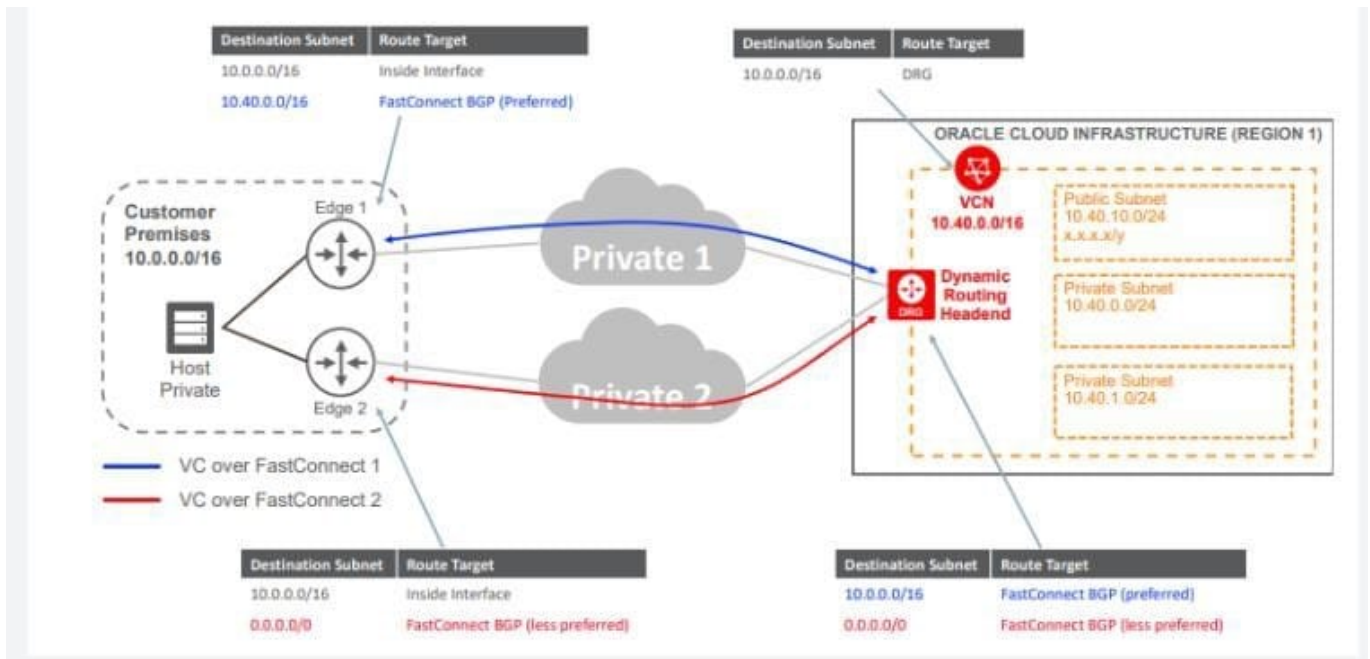 Destination Subnet Route Target
10.0.0.0/16 Inside Interface
10.40.0.0/16 FastConnect BGP (Preferred)
Destination Subnet Route Target
10.0.0.0/16 DRG
ORACLE CLOUD INFRASTRUCTURE (REGION 1)
Customer
Premises
10.0.0.0/16
Edge 1
Host
Private
Edge 2
Private 1
Private 2
VCN
10.40.0.0/16
DRG
Dynamic
Routing
Headend
Public Subnet
10.40.10.0/24
x.x.x.x/y
Private Subnet
10.40.0.0/24
Private Subnet
10.40.1.0/24
VC over FastConnect 1
VC over FastConnect 2
Destination Subnet Route Target
10.0.0.0/16 Inside Interface
0.0.0.0/0 FastConnect BGP (less preferred)
Destination Subnet Route Target
10.0.0.0/16 FastConnect BGP (preferred)
0.0.0.0/0 FastConnect BGP (less preferred)